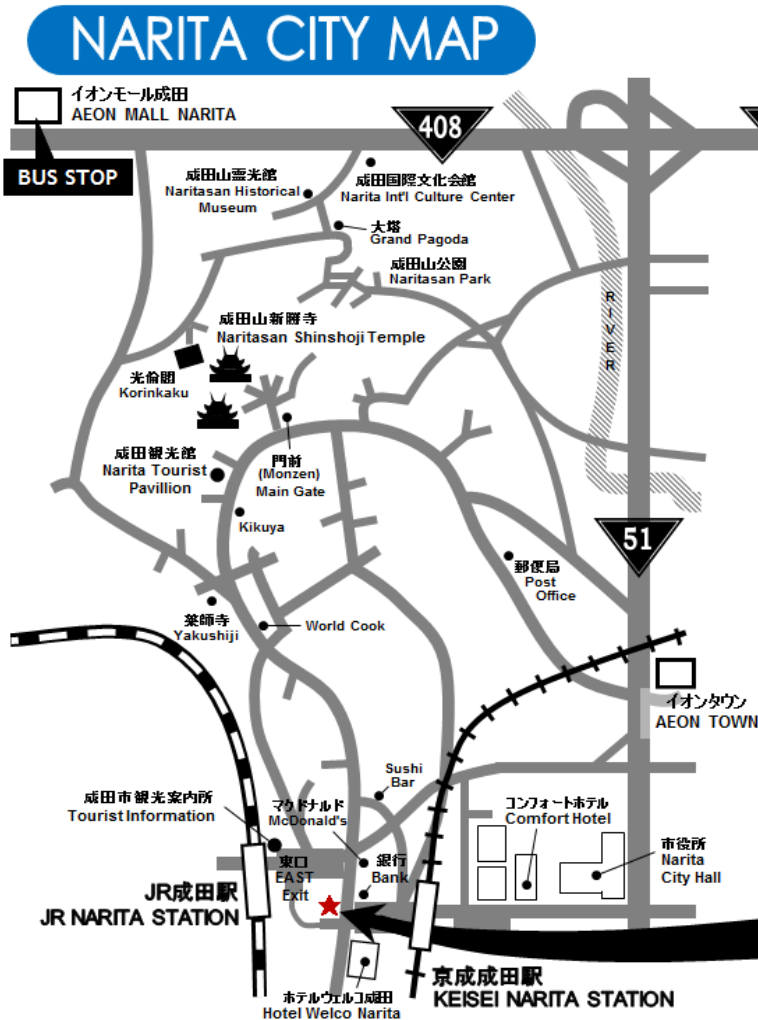 NARITA CITY MAP
イオンモール成田
AEON MALL NARITA
BUS STOP
408
成田山霊光館
Naritasan Historical
Museum
成田国際文化会館
Narita Int'l Culture Center
大塔
Grand Pagoda
成田山公園
Naritasan Park
RIVER
成田山新勝寺
Naritasan Shinshoji Temple
光倫閣
Korinkaku
成田観光館
Narita Tourist
Pavillion
門前
(Monzen)
Main Gate
Kikuya
51
郵便局
Post
Office
薬師寺
Yakushiji
World Cook
イオンタウン
AEON TOWN
Sushi
Bar
成田市観光案内所
Tourist Information
マクドナルド
McDonald's
コンフォートホテル
Comfort Hotel
東口
EAST
Exit
銀行
Bank
市役所
Narita
City Hall
JR成田駅
JR NARITA STATION
京成成田駅
KEISEI NARITA STATION
ホテルウェルコ成田
Hotel Welco Narita